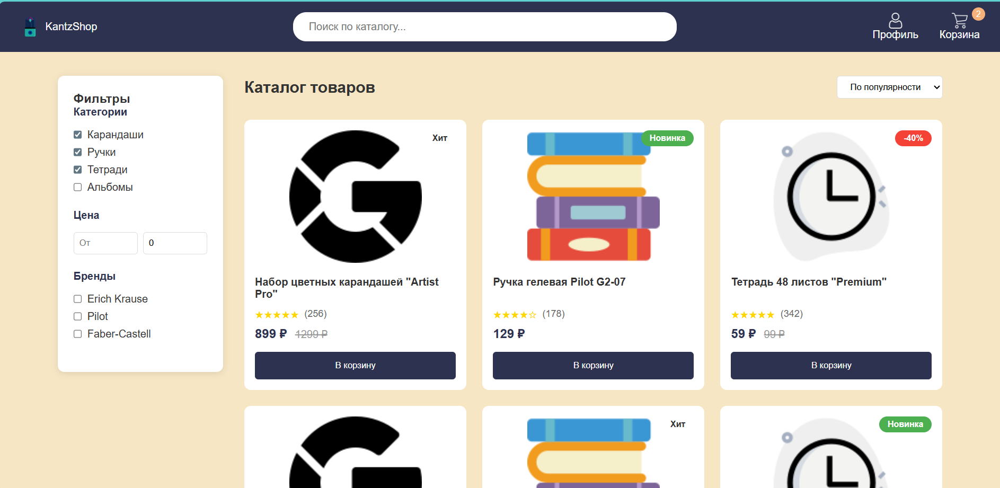 KantzShop
Поиск по каталогу...
Профиль
Корзина
2
Фильтры
Категории
Карандаши
Ручки
Тетради
Альбомы
Цена
От
0
Бренды
Erich Krause
Pilot
Faber-Castell
Каталог товаров
По популярности
Хит
Набор цветных карандашей "Artist
Pro"
★★★★★ (256)
899 ₽ 1299 ₽
В корзину
Новинка
Ручка гелевая Pilot G2-07
★★★★☆ (178)
129 ₽
В корзину
-40%
Тетрадь 48 листов "Premium"
★★★★★ (342)
59 ₽ 99 ₽
В корзину
Хит
Новинка